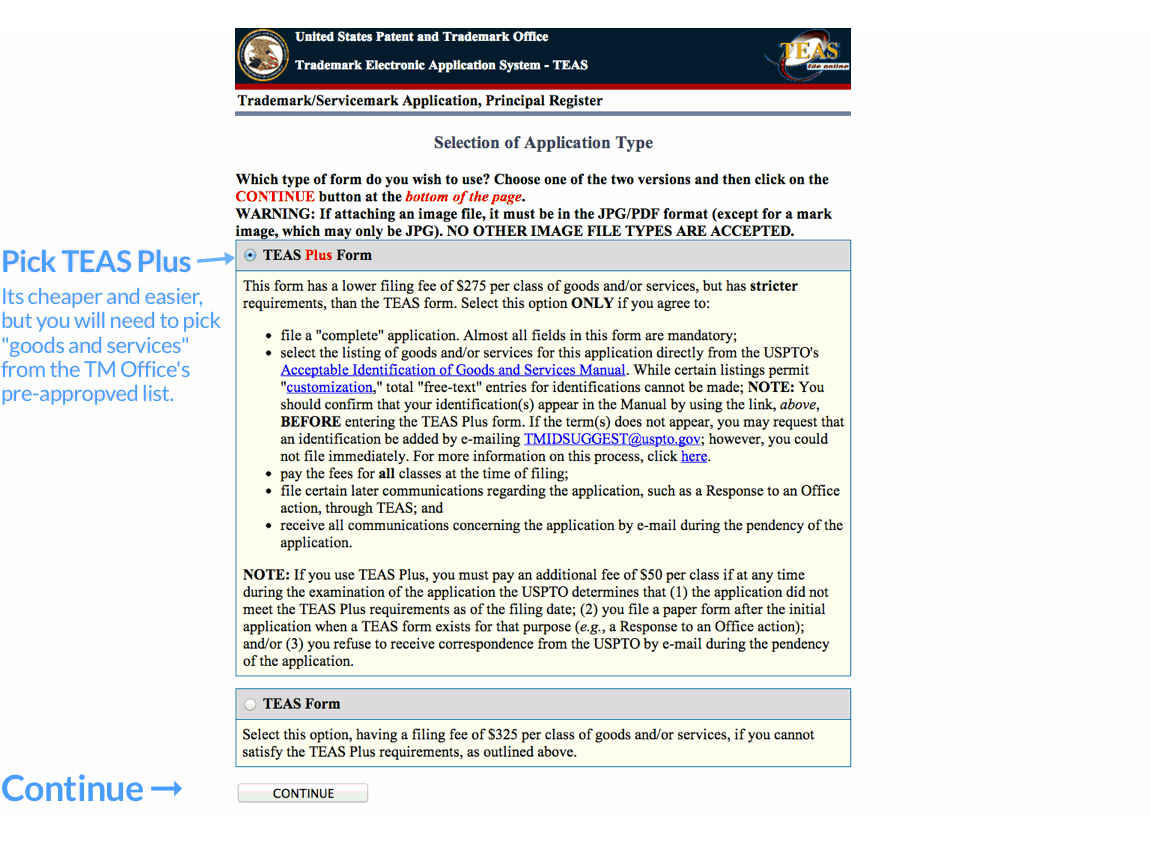 United States Patent and Trademark Office
Trademark Electronic Application System - TEAS
TEAS
file online
Trademark/Servicemark Application, Principal Register
Selection of Application Type
Which type of form do you wish to use? Choose one of the two versions and then click on the
CONTINUE button at the bottom of the page.
WARNING: If attaching an image file, it must be in the JPG/PDF format (except for a mark
image, which may only be JPG). NO OTHER IMAGE FILE TYPES ARE ACCEPTED.
Pick TEAS Plus
Its cheaper and easier,
but you will need to pick
"goods and services"
from the TM Office's
pre-appropved list.
TEAS Plus Form
This form has a lower filing fee of $275 per class of goods and/or services, but has stricter
requirements, than the TEAS form. Select this option ONLY if you agree to:
• file a "complete" application. Almost all fields in this form are mandatory;
• select the listing of goods and/or services for this application directly from the USPTO's
Acceptable Identification of Goods and Services Manual. While certain listings permit
"customization," total "free-text" entries for identifications cannot be made; NOTE: You
should confirm that your identification(s) appear in the Manual by using the link, above,
BEFORE entering the TEAS Plus form. If the term(s) does not appear, you may request that
an identification be added by e-mailing TMIDSUGGEST@uspto.gov; however, you could
not file immediately. For more information on this process, click here.
• pay the fees for all classes at the time of filing;
• file certain later communications regarding the application, such as a Response to an Office
action, through TEAS; and
• receive all communications concerning the application by e-mail during the pendency of the
application.
NOTE: If you use TEAS Plus, you must pay an additional fee of $50 per class if at any time
during the examination of the application the USPTO determines that (1) the application did not
meet the TEAS Plus requirements as of the filing date; (2) you file a paper form after the initial
application when a TEAS form exists for that purpose (e.g., a Response to an Office action);
and/or (3) you refuse to receive correspondence from the USPTO by e-mail during the pendency
of the application.
TEAS Form
Select this option, having a filing fee of $325 per class of goods and/or services, if you cannot
satisfy the TEAS Plus requirements, as outlined above.
Continue →
CONTINUE